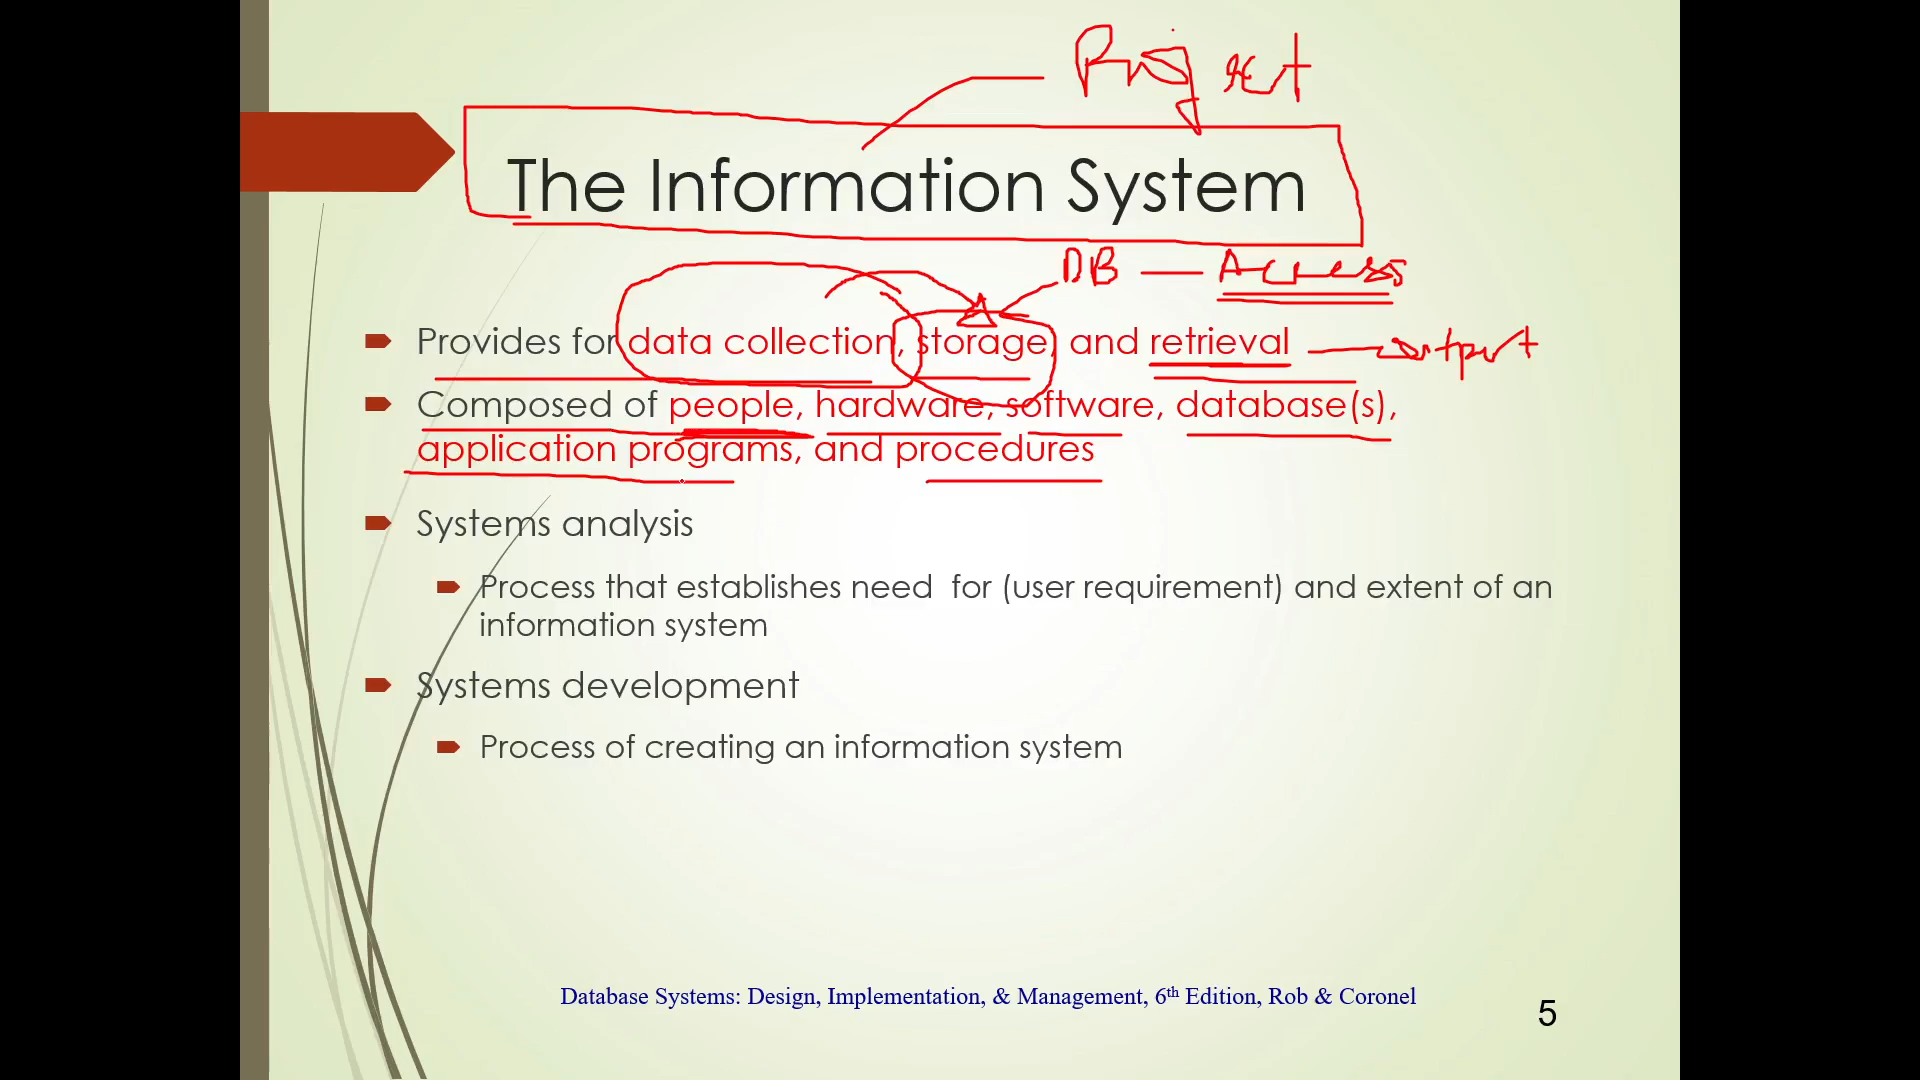 Project
The Information System
DB — Access
Provides for data collection, storage, and retrieval — output
Composed of people, hardware, software, database(s),
application programs, and procedures
Systems analysis
Process that establishes need for (user requirement) and extent of an
information system
Systems development
Process of creating an information system
Database Systems: Design, Implementation, & Management, 6th Edition, Rob & Coronel
5